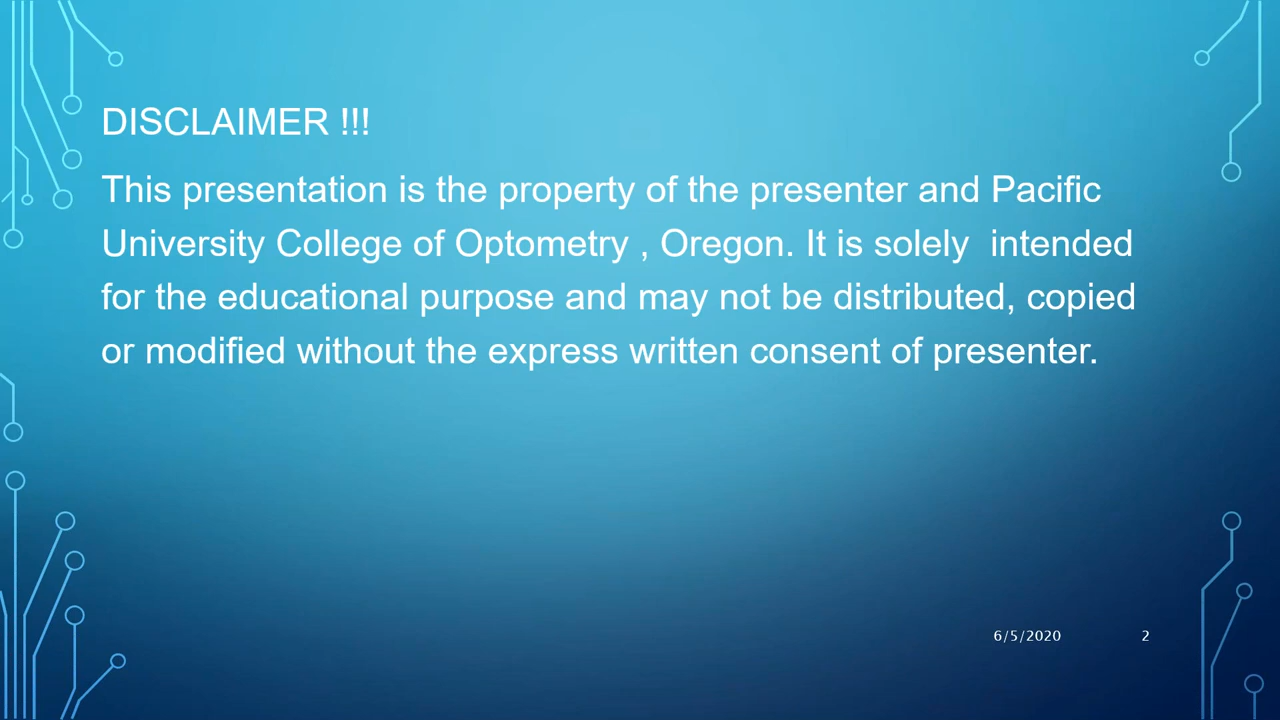 DISCLAIMER !!!
This presentation is the property of the presenter and Pacific
University College of Optometry , Oregon. It is solely  intended
for the educational purpose and may not be distributed, copied
or modified without the express written consent of presenter.
6/5/2020 2